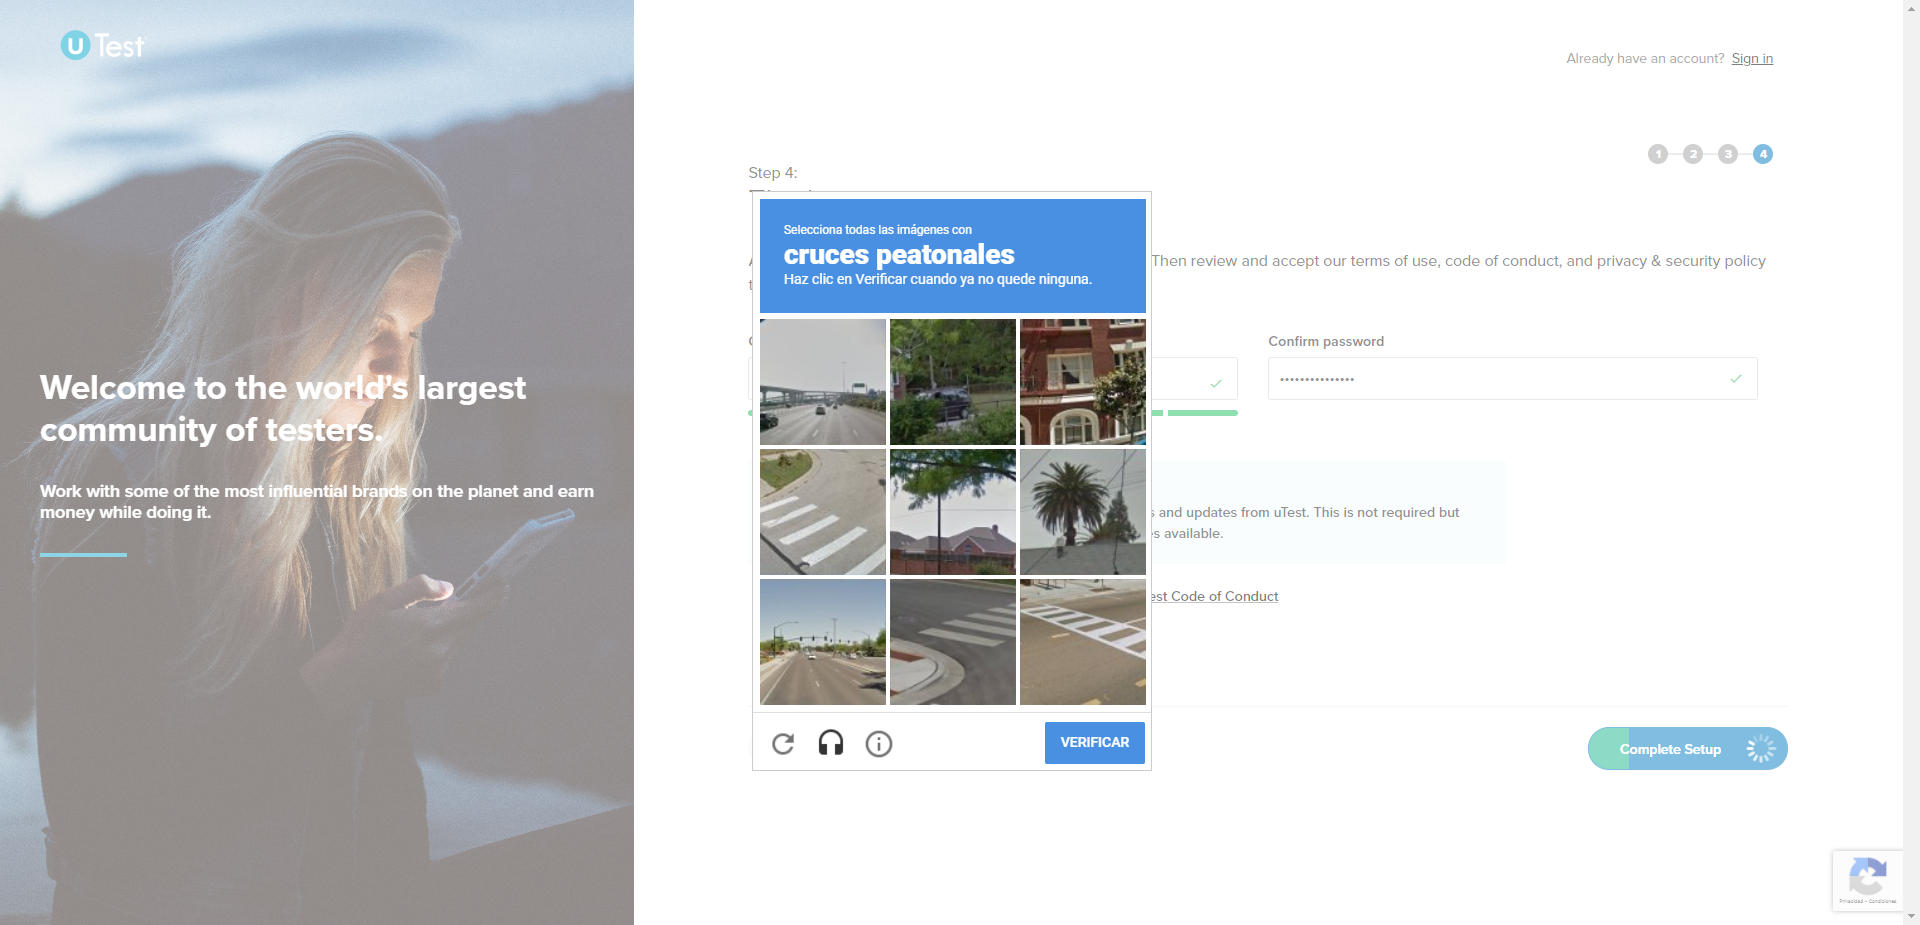 U Test
Already have an account? Sign in
1 2 3 4
Step 4:
Selecciona todas las imágenes con
cruces peatonales
Haz clic en Verificar cuando ya no quede ninguna.
Then review and accept our terms of use, code of conduct, and privacy & security policy
Confirm password
Welcome to the world's largest
community of testers.
Work with some of the most influential brands on the planet and earn
money while doing it.
and updates from uTest. This is not required but
available.
Code of Conduct
VERIFICAR
Complete Setup
Privacidad - Condiciones